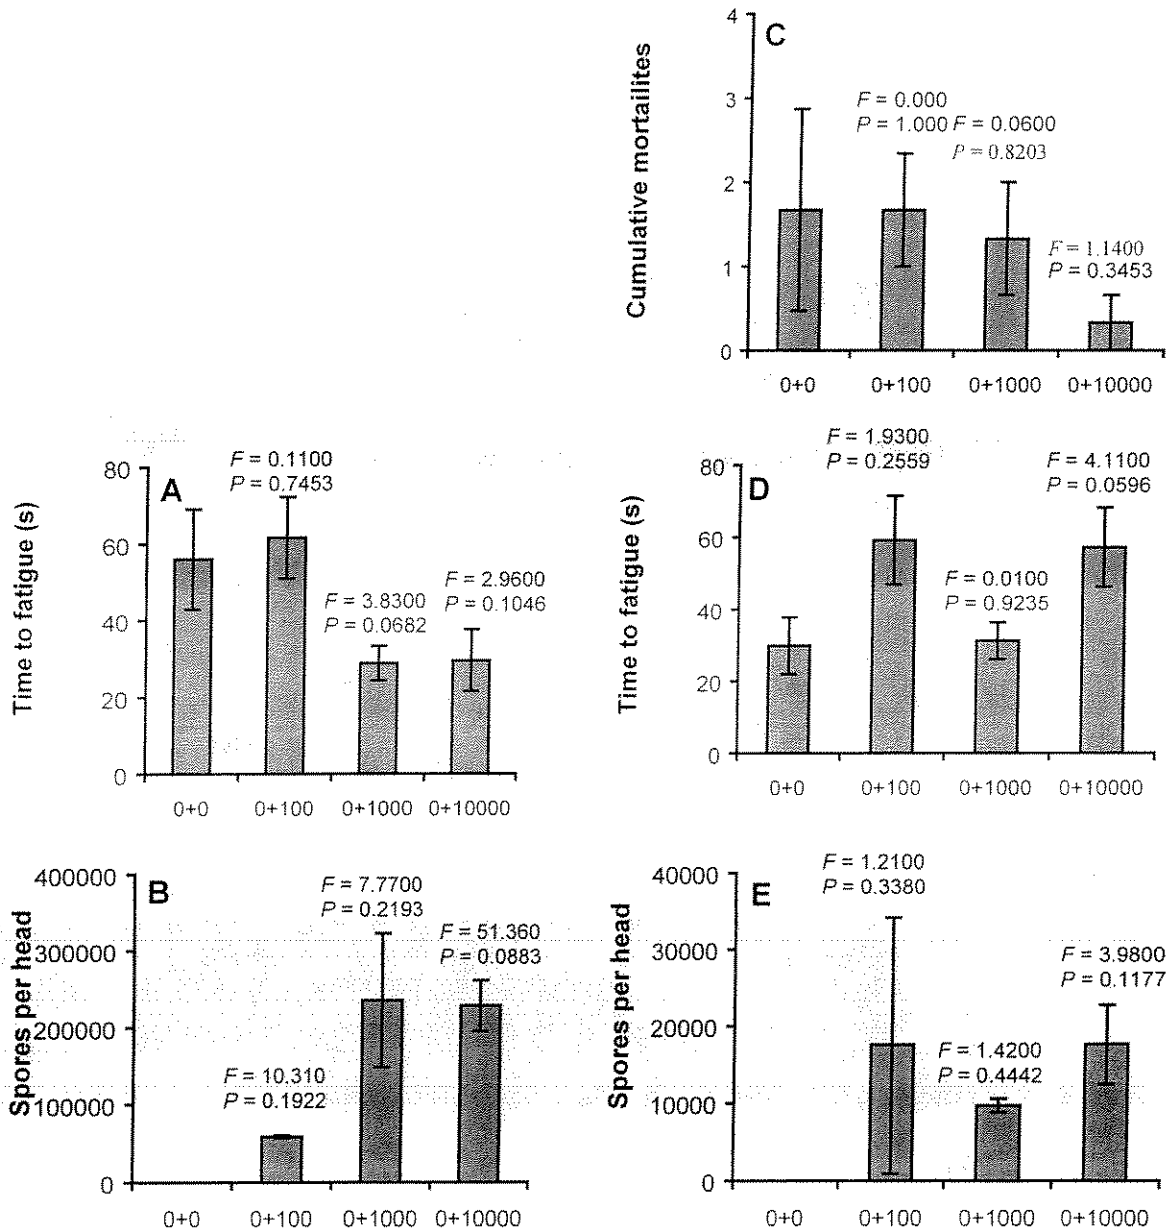 C
Cumulative mortailites
4
3
2
1
0
F = 0.000
P = 1.000
F = 0.0600
P = 0.8203
F = 1.1400
P = 0.3453
0+0 0+100 0+1000 0+10000
A
Time to fatigue (s)
80
60
40
20
0
F = 0.1100
P = 0.7453
F = 3.8300
P = 0.0682
F = 2.9600
P = 0.1046
0+0 0+100 0+1000 0+10000
D
Time to fatigue (s)
80
60
40
20
0
F = 1.9300
P = 0.2559
F = 0.0100
P = 0.9235
F = 4.1100
P = 0.0596
0+0 0+100 0+1000 0+10000
B
Spores per head
400000
300000
200000
100000
0
F = 10.310
P = 0.1922
F = 7.7700
P = 0.2193
F = 51.360
P = 0.0883
0+0 0+100 0+1000 0+10000
E
Spores per head
40000
30000
20000
10000
0
F = 1.2100
P = 0.3380
F = 1.4200
P = 0.4442
F = 3.9800
P = 0.1177
0+0 0+100 0+1000 0+10000